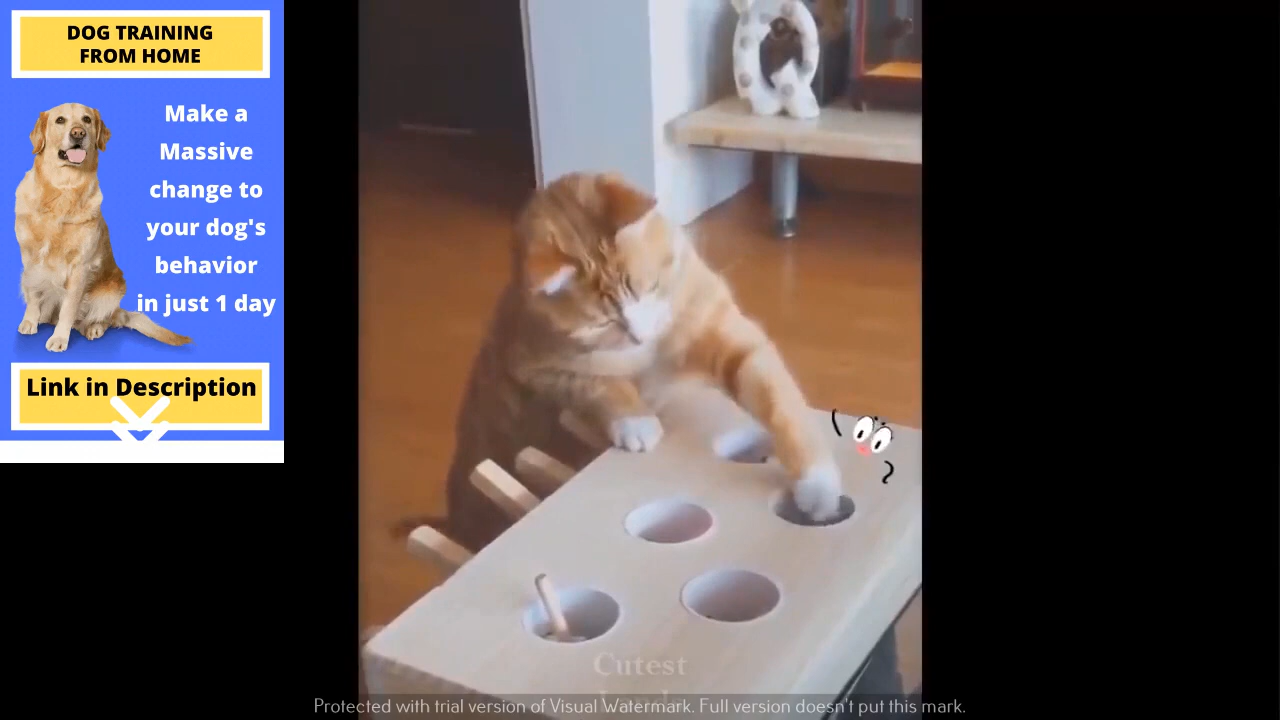 DOG TRAINING
FROM HOME
Make a
Massive
change to
your dog's
behavior
in just 1 day
Link in Description
Cutest
Protected with trial version of Visual Watermark. Full version doesn't put this mark.